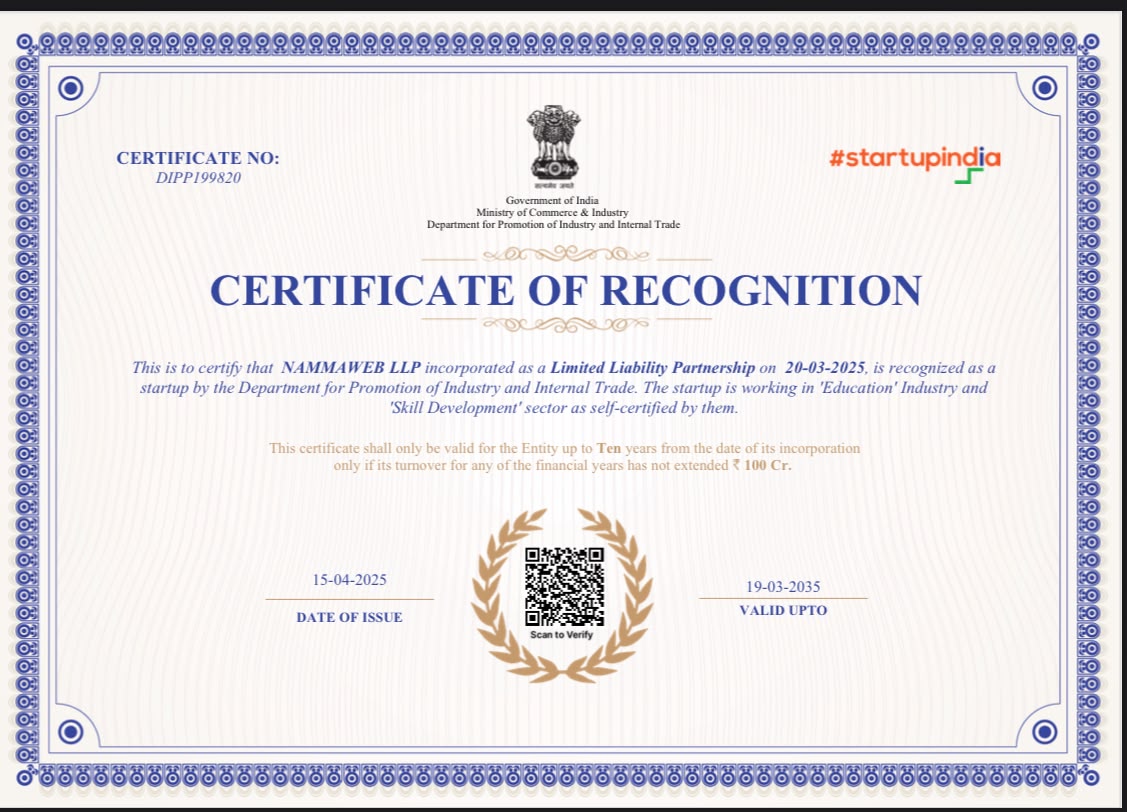 CERTIFICATE NO:
DIPP199820
सत्यमेव जयते
#startupindia
Government of India
Ministry of Commerce & Industry
Department for Promotion of Industry and Internal Trade
CERTIFICATE OF RECOGNITION
This is to certify that NAMMAWEB LLP incorporated as a Limited Liability Partnership on 20-03-2025, is recognized as a
startup by the Department for Promotion of Industry and Internal Trade. The startup is working in 'Education' Industry and
'Skill Development' sector as self-certified by them.
This certificate shall only be valid for the Entity up to Ten years from the date of its incorporation
only if its turnover for any of the financial years has not extended ₹ 100 Cr.
15-04-2025
DATE OF ISSUE
Scan to Verify
19-03-2035
VALID UPTO